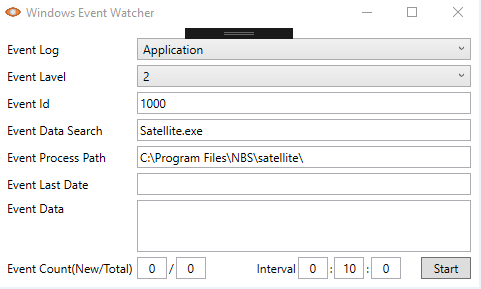 Windows Event Watcher
Event Log Application
Event Lavel 2
Event Id 1000
Event Data Search Satellite.exe
Event Process Path C:\Program Files\NBS\satellite\
Event Last Date
Event Data
Event Count(New/Total) 0 / 0 Interval 0 : 10 : 0 Start